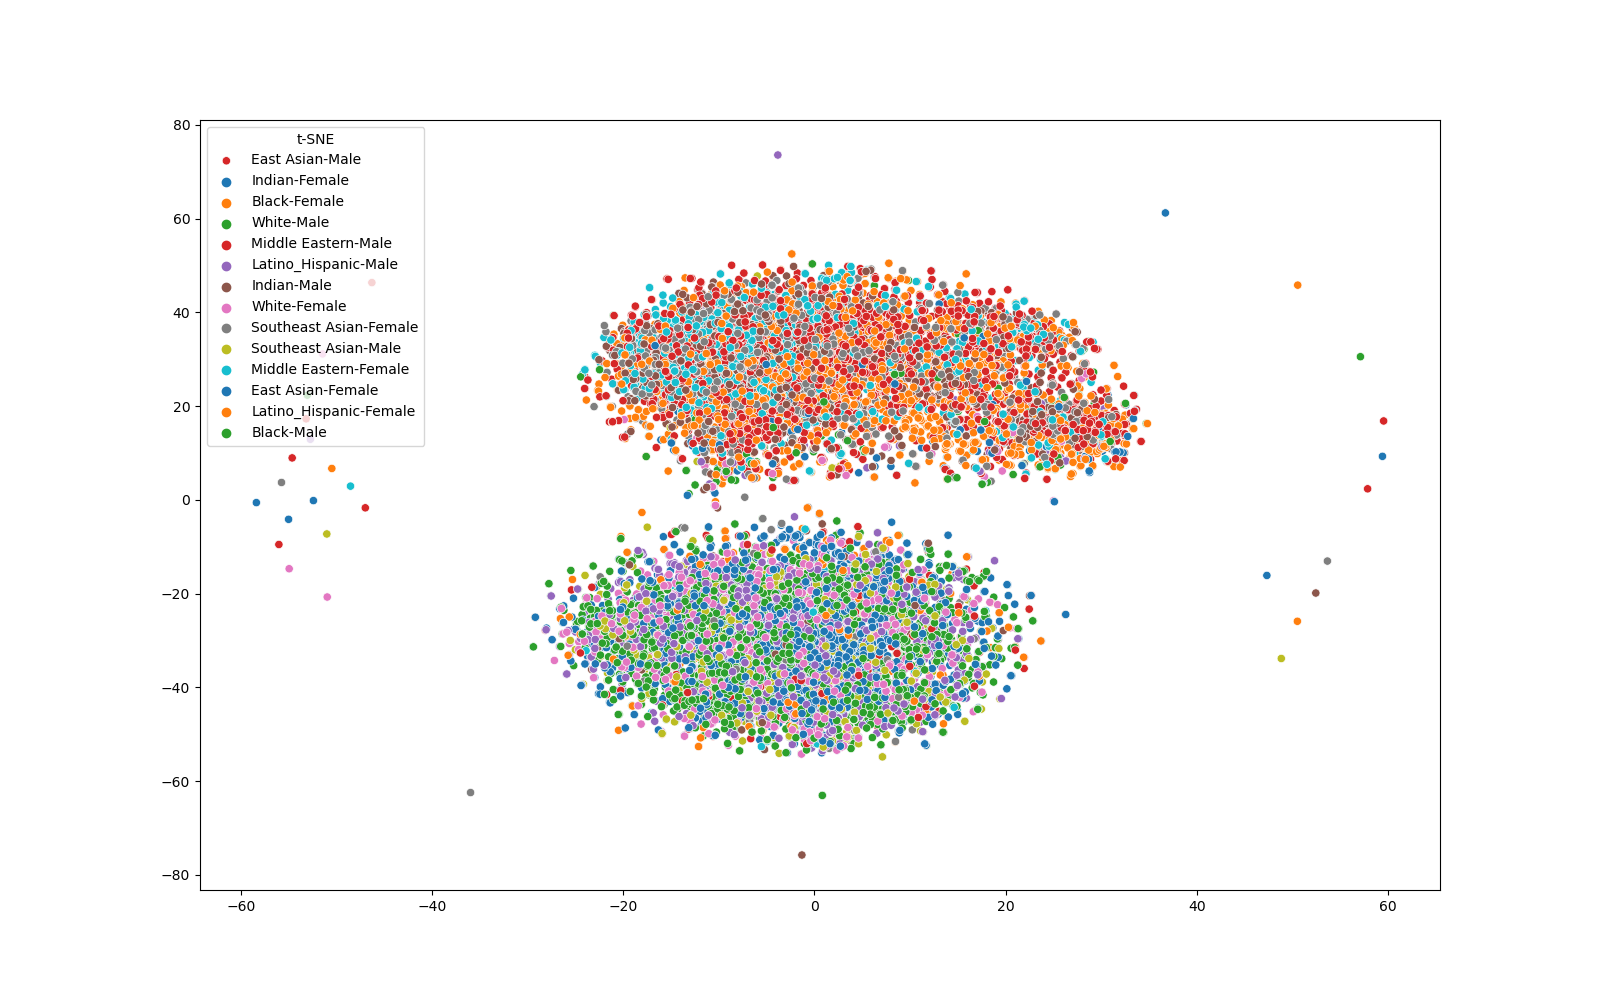 80
60
40
20
0
−20
−40
−60
−80
t-SNE
East Asian-Male
Indian-Female
Black-Female
White-Male
Middle Eastern-Male
Latino_Hispanic-Male
Indian-Male
White-Female
Southeast Asian-Female
Southeast Asian-Male
Middle Eastern-Female
East Asian-Female
Latino_Hispanic-Female
Black-Male
−60 −40 −20 0 20 40 60